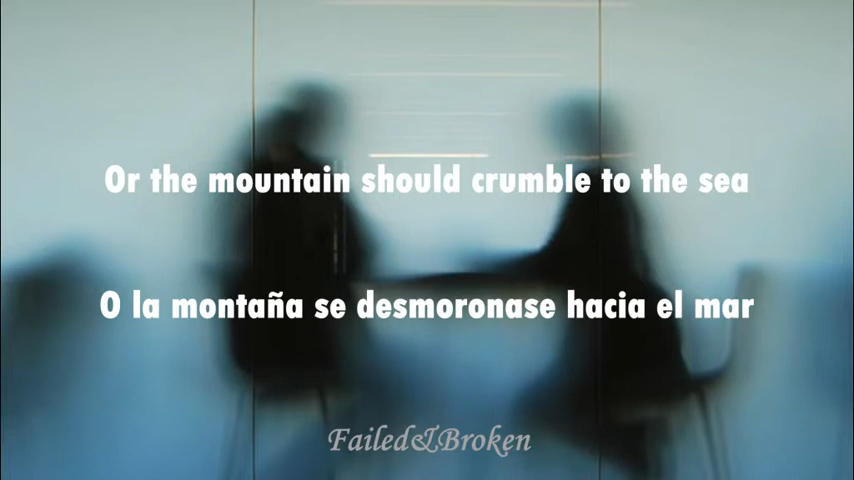 Or the mountain should crumble to the sea
O la montaña se desmoronase hacia el mar
Failed&Broken